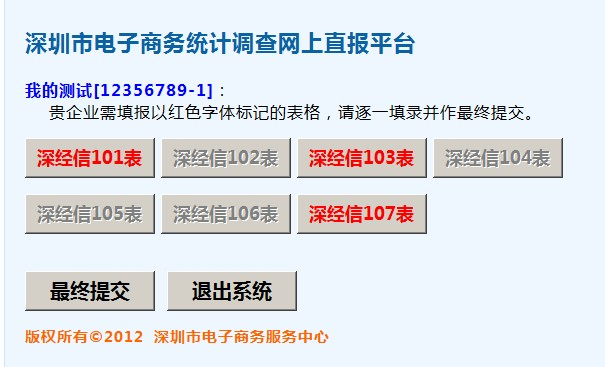 深圳市电子商务统计调查网上直报平台
我的测试[12356789-1]：
贵企业需填报以红色字体标记的表格，请逐一填录并作最终提交。
深经信101表 深经信102表 深经信103表 深经信104表
深经信105表 深经信106表 深经信107表
最终提交 退出系统
版权所有©2012 深圳市电子商务服务中心